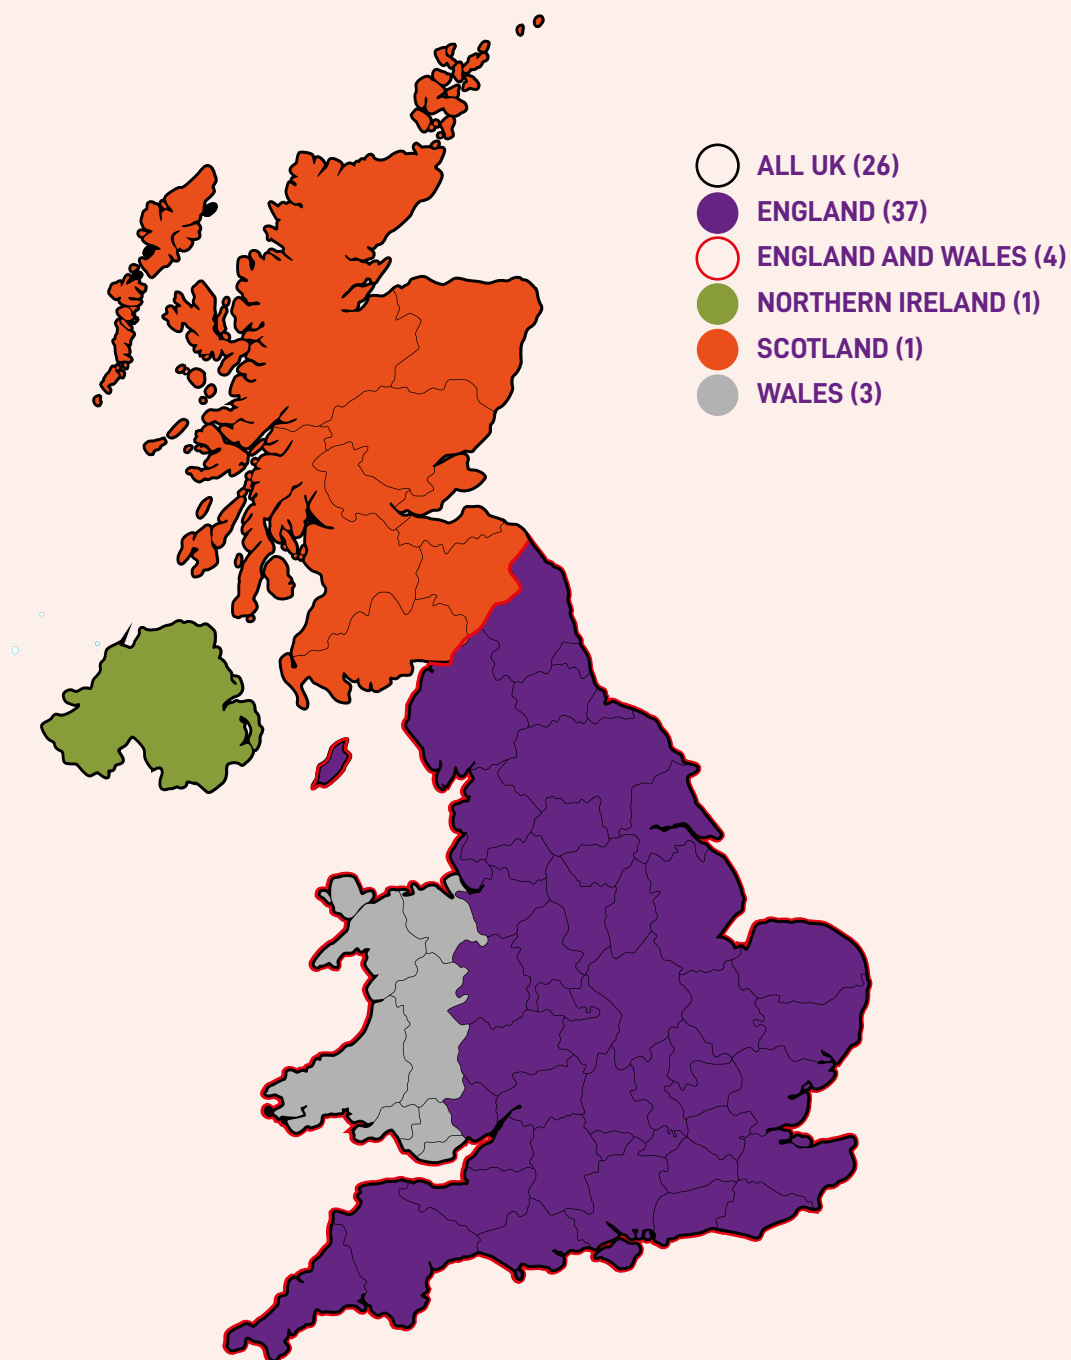 ALL UK (26)
ENGLAND (37)
ENGLAND AND WALES (4)
NORTHERN IRELAND (1)
SCOTLAND (1)
WALES (3)